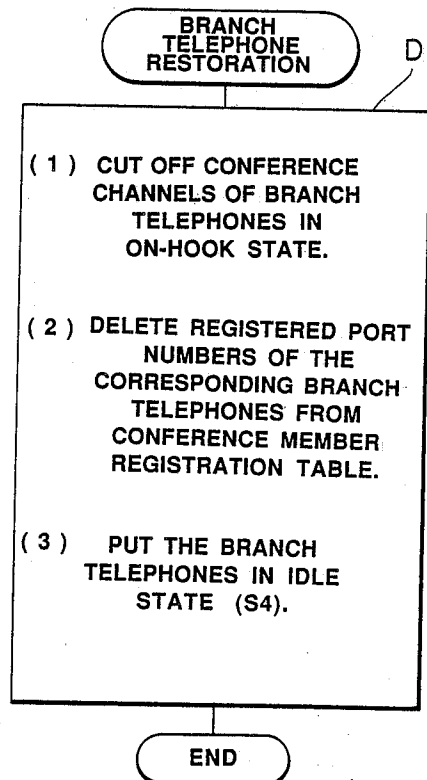 BRANCH
TELEPHONE
RESTORATION
D
(1) CUT OFF CONFERENCE
CHANNELS OF BRANCH
TELEPHONES IN
ON-HOOK STATE.
(2) DELETE REGISTERED PORT
NUMBERS OF THE
CORRESPONDING BRANCH
TELEPHONES FROM
CONFERENCE MEMBER
REGISTRATION TABLE.
(3) PUT THE BRANCH
TELEPHONES IN IDLE
STATE (S4).
END